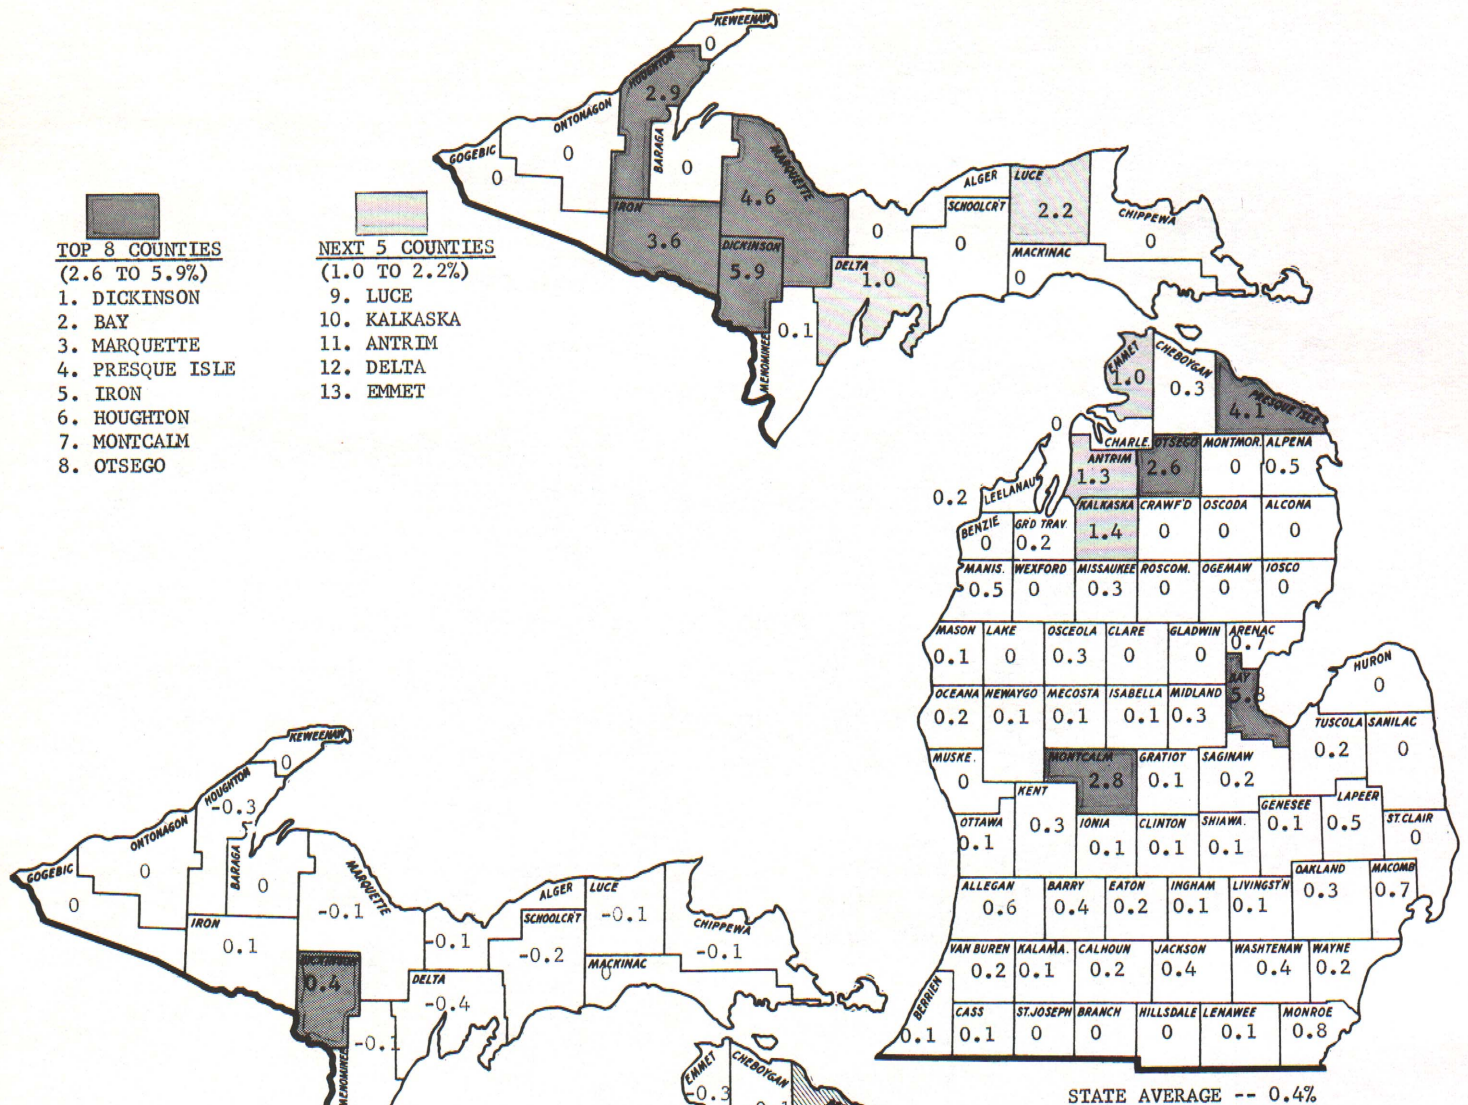 KEWEENAW
0
HOUGHTON
2.9
ONTONAGON
0
GOGEBIC
0
BARAGA
0
MARQUETTE
4.6
IRON
3.6
DICKINSON
5.9
ALGER
0
SCHOOLCR'T
0
LUCE
2.2
CHIPPEWA
0
MACKINAC
0
DELTA
1.0
MENOMINEE
0.1
TOP 8 COUNTIES
(2.6 TO 5.9%)
1. DICKINSON
2. BAY
3. MARQUETTE
4. PRESQUE ISLE
5. IRON
6. HOUGHTON
7. MONTCALM
8. OTSEGO
NEXT 5 COUNTIES
(1.0 TO 2.2%)
9. LUCE
10. KALKASKA
11. ANTRIM
12. DELTA
13. EMMET
EMMET
1.0
CHEBOYGAN
0.3
PRESQUE ISLE
4.1
0
CHARLE.
OTSEGO
2.6
MONTMOR.
0
ALPENA
0.5
ANTRIM
1.3
0.2
LEELANAU
KALKASKA
1.4
CRAWF'D
0
OSCODA
0
ALCONA
0
BENZIE
0
GR'D TRAV.
0.2
MANIS.
0.5
WEXFORD
0
MISSAUKEE
0.3
ROSCOM.
0
OGEMAW
0
IOSCO
0
MASON
0.1
LAKE
0
OSCEOLA
0.3
CLARE
0
GLADWIN
0
ARENAC
0.7
BAY
5.8
HURON
0
OCEANA
0.2
NEWAYGO
0.1
MECOSTA
0.1
ISABELLA
0.1
MIDLAND
0.3
TUSCOLA
0.2
SANILAC
0
MUSKE.
0
MONTCALM
2.8
GRATIOT
0.1
SAGINAW
0.2
KENT
0.3
GENESEE
0.1
LAPEER
0.5
ST.CLAIR
0
OTTAWA
0.1
IONIA
0.1
CLINTON
0.1
SHIAWA.
0.1
OAKLAND
0.3
MACOMB
0.7
ALLEGAN
0.6
BARRY
0.4
EATON
0.2
INGHAM
0.1
LIVINGST'N
0.1
VAN BUREN
0.2
KALAMA.
0.1
CALHOUN
0.2
JACKSON
0.4
WASHTENAW
0.4
WAYNE
0.2
BERRIEN
0.1
CASS
0.1
ST.JOSEPH
0
BRANCH
0
HILLSDALE
0
LENAWEE
0.1
MONROE
0.8
STATE AVERAGE -- 0.4%
KEWEENAW
0
HOUGHTON
-0.3
ONTONAGON
0
GOGEBIC
0
BARAGA
0
MARQUETTE
-0.1
IRON
0.1
DICKINSON
0.4
ALGER
-0.1
SCHOOLCR'T
-0.2
LUCE
-0.1
CHIPPEWA
-0.1
MACKINAC
0
DELTA
-0.4
MENOMINEE
-0.1
EMMET
-0.3
CHEBOYGAN